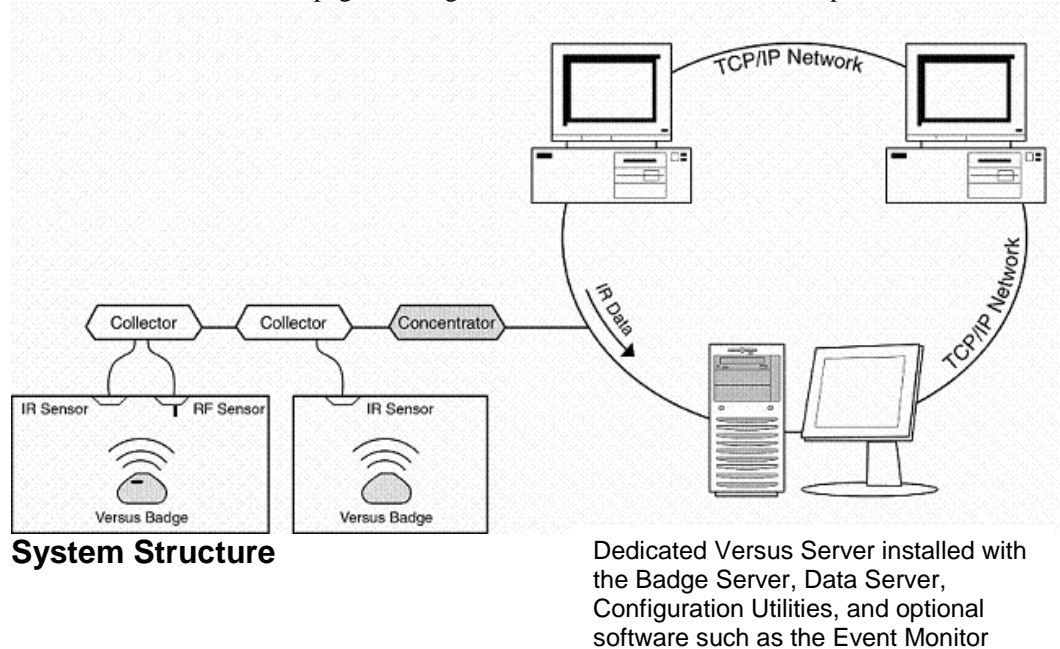 TCP/IP Network
IR Data
TCP/IP Network
Collector
Collector
Concentrator
IR Sensor
RF Sensor
IR Sensor
Versus Badge
Versus Badge
System Structure
Dedicated Versus Server installed with
the Badge Server, Data Server,
Configuration Utilities, and optional
software such as the Event Monitor